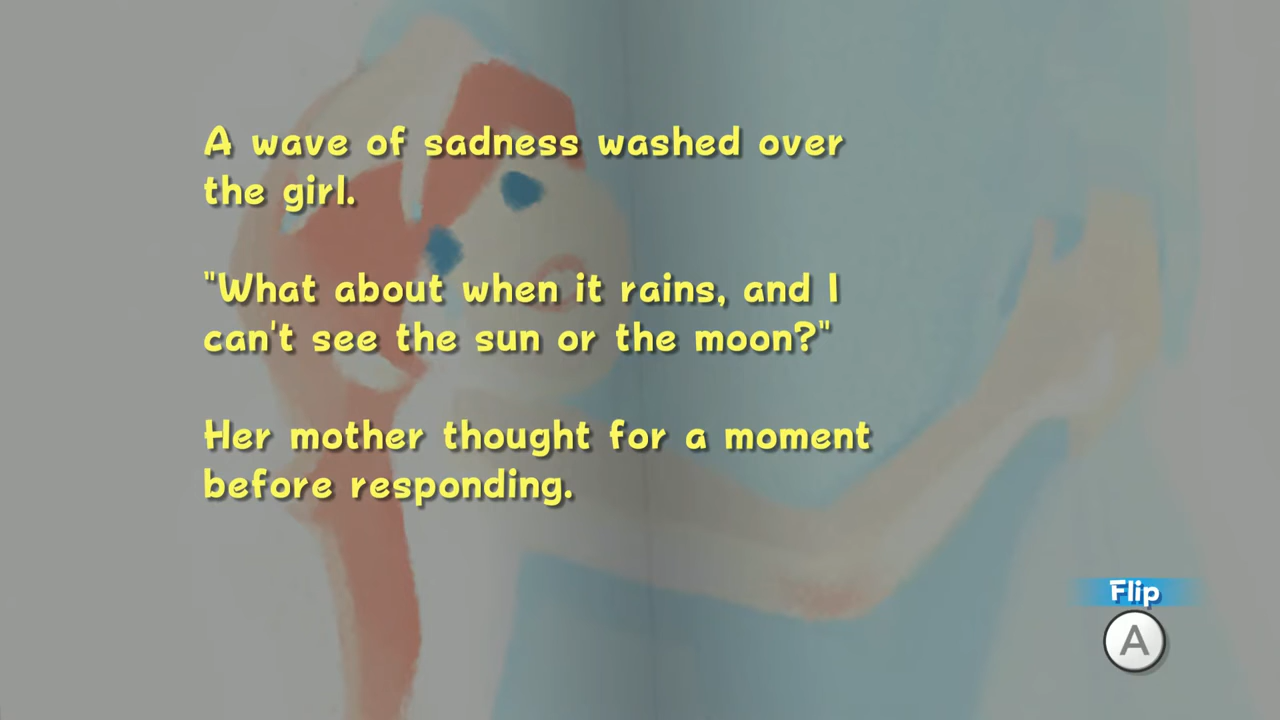 A wave of sadness washed over
the girl.
"What about when it rains, and I
can't see the sun or the moon?"
Her mother thought for a moment
before responding.
Flip
A